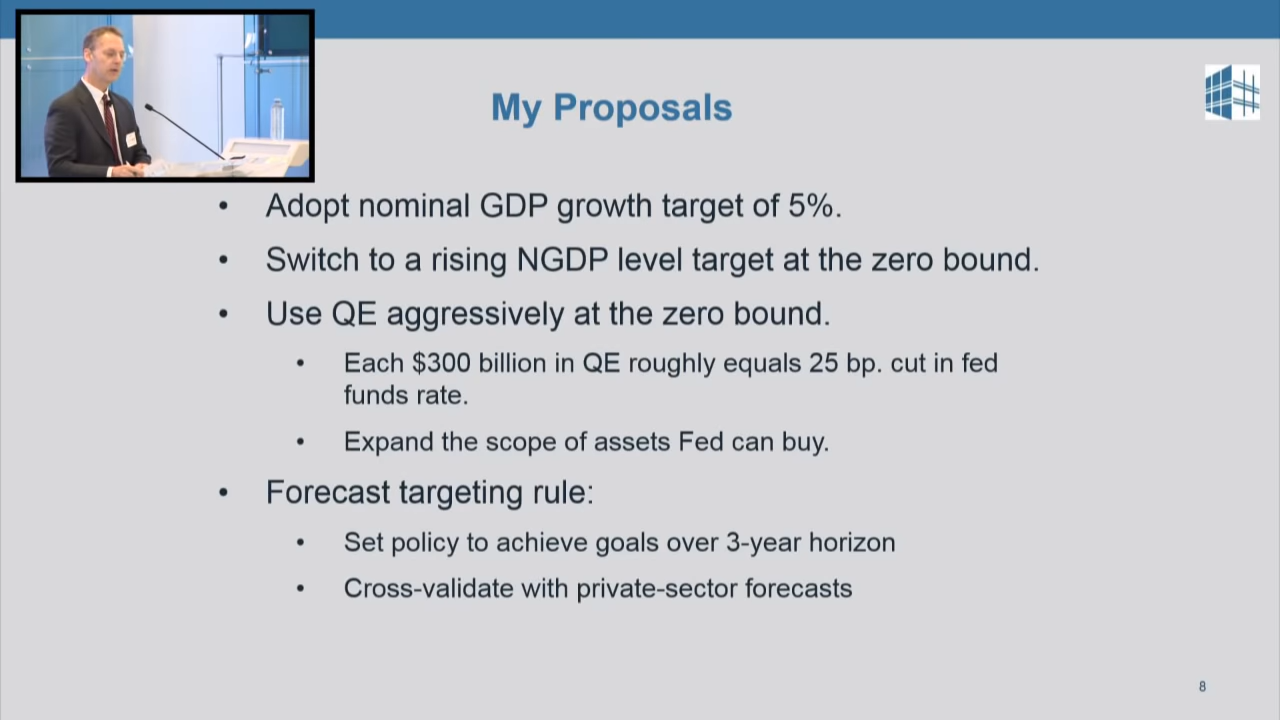 My Proposals
• Adopt nominal GDP growth target of 5%.
• Switch to a rising NGDP level target at the zero bound.
• Use QE aggressively at the zero bound.
• Each $300 billion in QE roughly equals 25 bp. cut in fed
funds rate.
• Expand the scope of assets Fed can buy.
• Forecast targeting rule:
• Set policy to achieve goals over 3-year horizon
• Cross-validate with private-sector forecasts
8